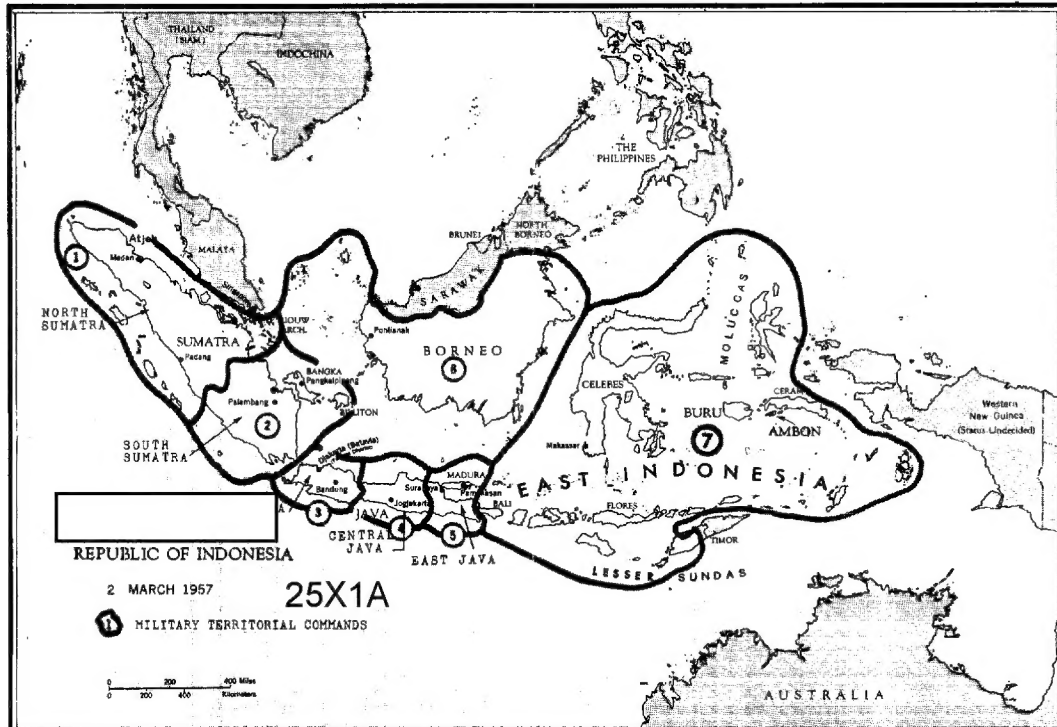 THAILAND
(SIAM)
INDOCHINA
THE
PHILIPPINES
NORTH
BORNEO
BRUNEI
SARAWAK
MALAYA
Atjeh
Medan
1
NORTH
SUMATRA
SUMATRA
ARCH.
Padang
Pontianak
BORNEO
6
BANGKA
Pangkalpinang
Palembang
2
SOUTH
SUMATRA
Djakarta (Batavia)
Bandung
3
JAVA
Jogjakarta
CENTRAL
JAVA
4
MADURA
BALI
5
EAST JAVA
CELEBES
Makassar
MOLUCCAS
CERAM
BURU
AMBON
7
EAST INDONESIA
FLORES
TIMOR
LESSER SUNDAS
Western
New Guinea
(Status Undecided)
AUSTRALIA
REPUBLIC OF INDONESIA
2 MARCH 1957
25X1A
MILITARY TERRITORIAL COMMANDS
0 200 400 Miles
0 200 400 Kilometers